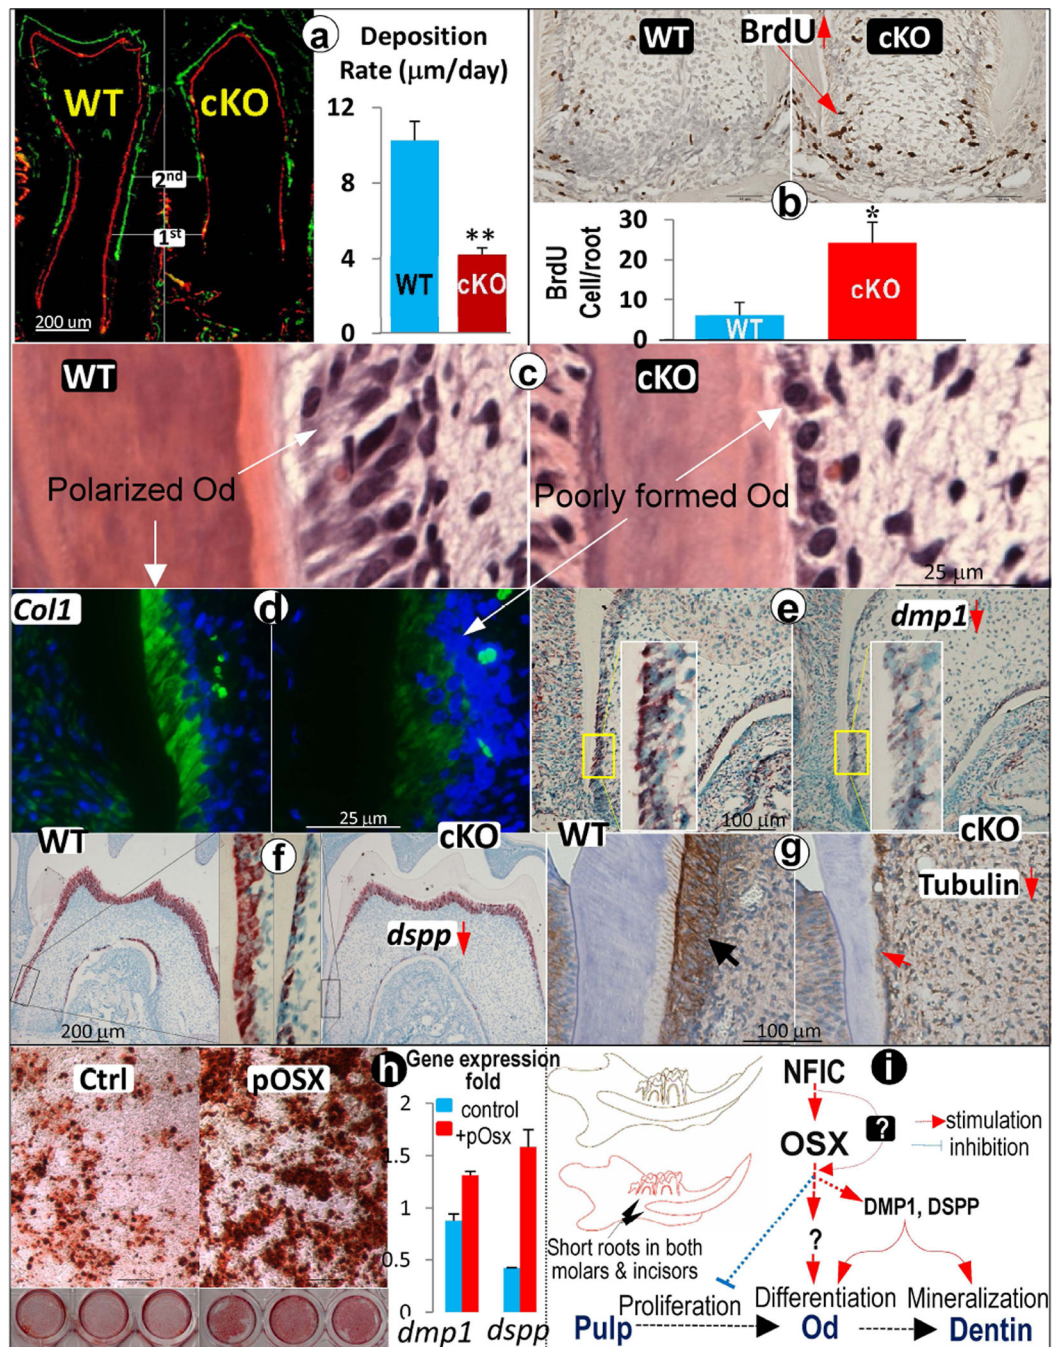 a
WT
cKO
2nd
1st
200 um
Deposition
Rate (μm/day)
12
8
4
0
**
WT
cKO
WT
BrdU
cKO
b
BrdU
Cell/root
30
20
10
0
*
WT
cKO
WT
c
cKO
Polarized Od
Poorly formed Od
25 μm
Col1
d
25 μm
e
dmp1
100 μm
WT
f
cKO
dspp
200 μm
WT
g
cKO
Tubulin
100 μm
Ctrl
pOSX
h
Gene expression
fold
control
+pOsx
2
1.5
1
0.5
0
dmp1 dspp
i
Short roots in both
molars & incisors
NFIC
?
OSX
stimulation
inhibition
DMP1, DSPP
?
Proliferation
Differentiation
Mineralization
Pulp
Od
Dentin